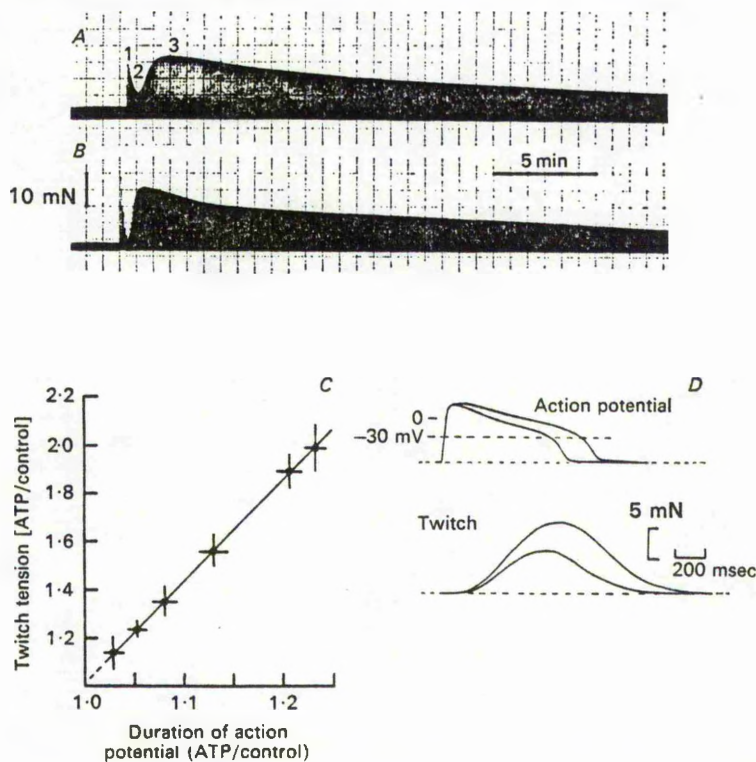 A
1
2
3
B
5 min
10 mN
C
2·2
2·0
1·8
1·6
1·4
1·2
Twitch tension [ATP/control]
1·0
1·1
1·2
Duration of action
potential (ATP/control)
D
Action potential
0
−30 mV
Twitch
5 mN
200 msec